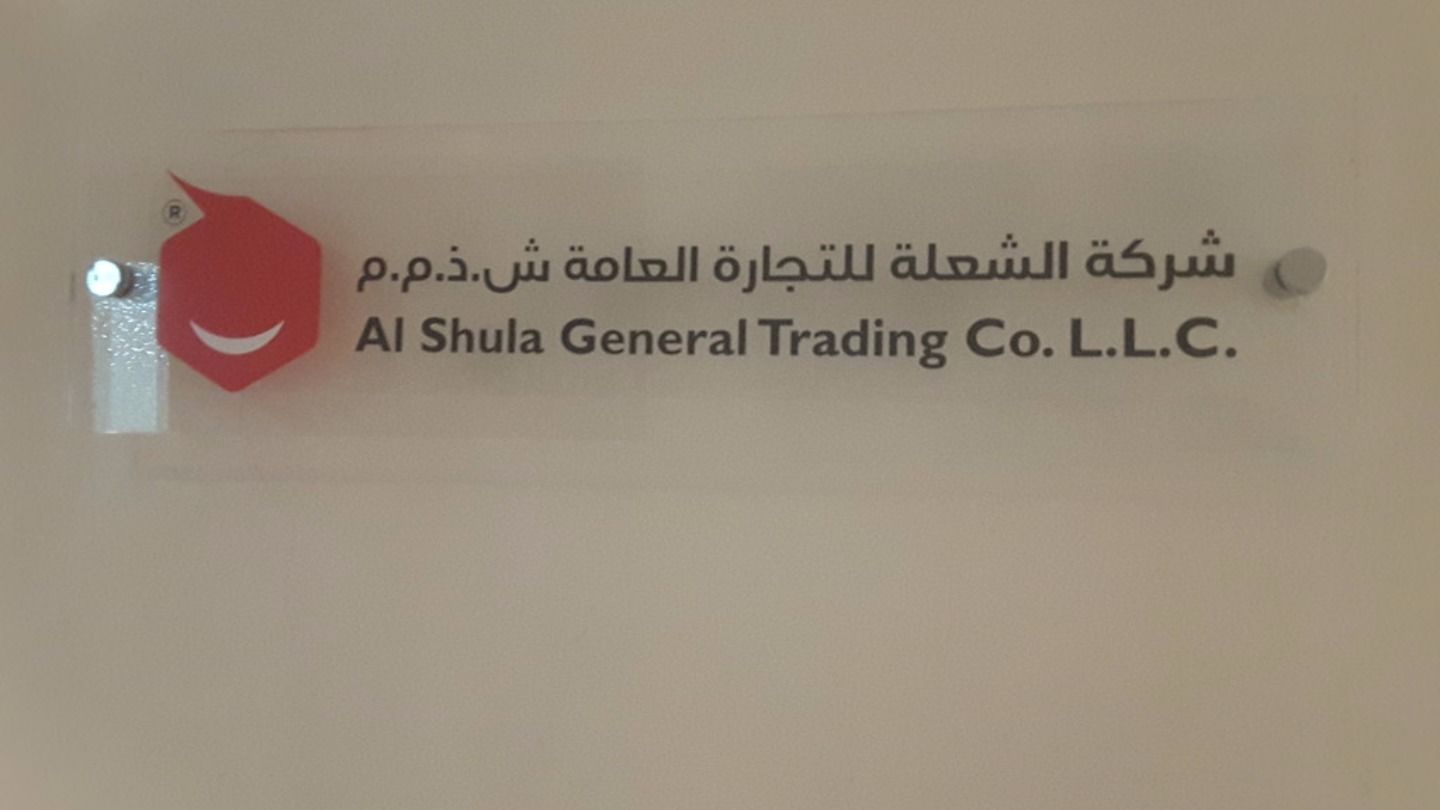 ®
شركة الشعلة للتجارة العامة ش.ذ.م.م
Al Shula General Trading Co. L.L.C.